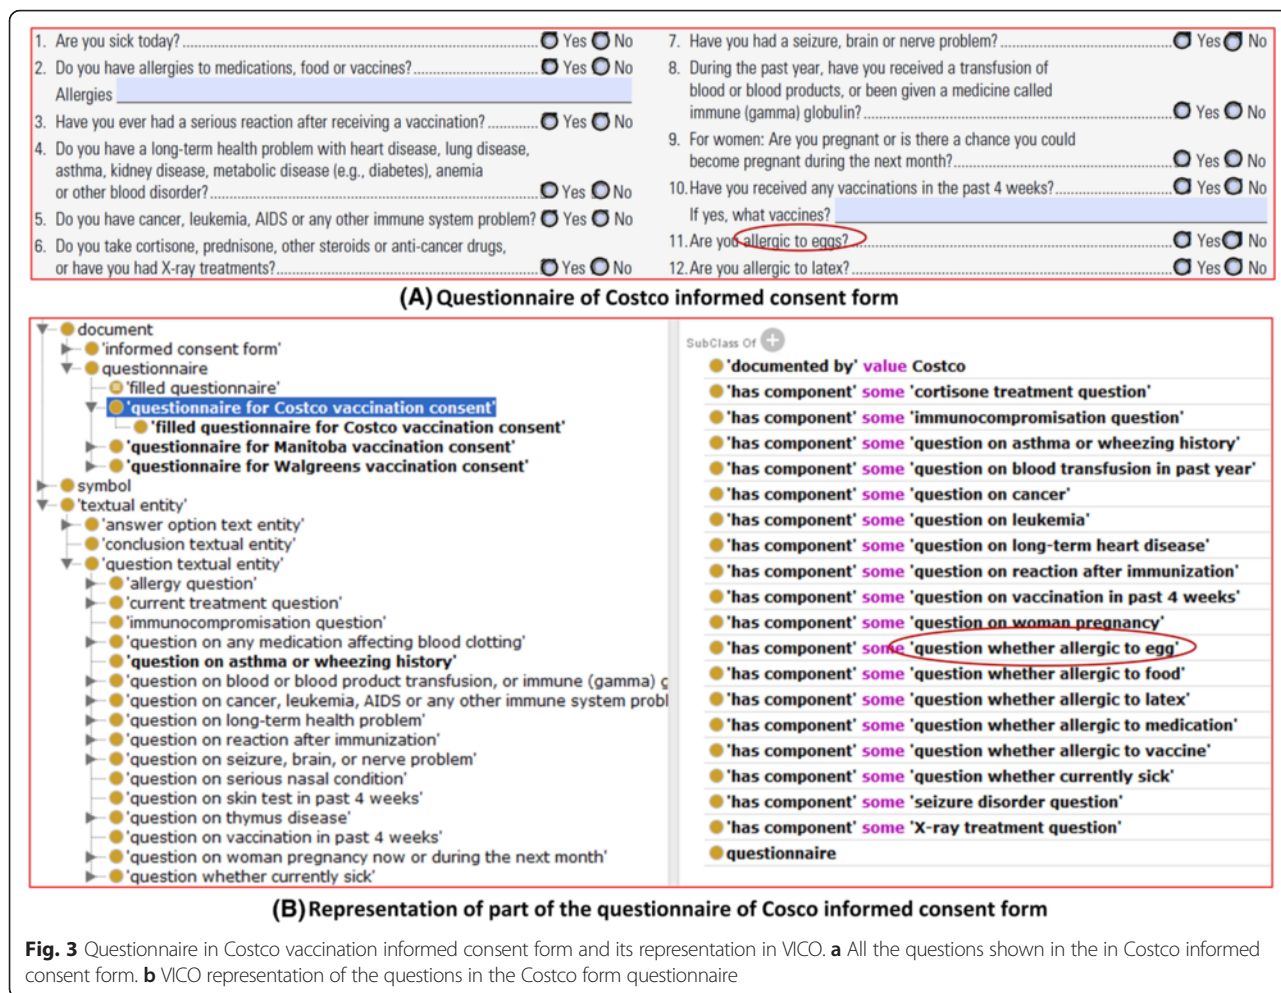 1. Are you sick today? Yes No
2. Do you have allergies to medications, food or vaccines? Yes No
Allergies
3. Have you ever had a serious reaction after receiving a vaccination? Yes No
4. Do you have a long-term health problem with heart disease, lung disease,
asthma, kidney disease, metabolic disease (e.g., diabetes), anemia
or other blood disorder? Yes No
5. Do you have cancer, leukemia, AIDS or any other immune system problem? Yes No
6. Do you take cortisone, prednisone, other steroids or anti-cancer drugs,
or have you had X-ray treatments? Yes No
7. Have you had a seizure, brain or nerve problem? Yes No
8. During the past year, have you received a transfusion of
blood or blood products, or been given a medicine called
immune (gamma) globulin? Yes No
9. For women: Are you pregnant or is there a chance you could
become pregnant during the next month? Yes No
10. Have you received any vaccinations in the past 4 weeks? Yes No
If yes, what vaccines?
11. Are you allergic to eggs? Yes No
12. Are you allergic to latex? Yes No
(A) Questionnaire of Costco informed consent form
document
'informed consent form'
questionnaire
'filled questionnaire'
'questionnaire for Costco vaccination consent'
'filled questionnaire for Costco vaccination consent'
'questionnaire for Manitoba vaccination consent'
'questionnaire for Walgreens vaccination consent'
symbol
'textual entity'
'answer option text entity'
'conclusion textual entity'
'question textual entity'
'allergy question'
'current treatment question'
'immunocompromisation question'
'question on any medication affecting blood clotting'
'question on asthma or wheezing history'
'question on blood or blood product transfusion, or immune (gamma) g
'question on cancer, leukemia, AIDS or any other immune system probl
'question on long-term health problem'
'question on reaction after immunization'
'question on seizure, brain, or nerve problem'
'question on serious nasal condition'
'question on skin test in past 4 weeks'
'question on thymus disease'
'question on vaccination in past 4 weeks'
'question on woman pregnancy now or during the next month'
'question whether currently sick'
SubClass Of
'documented by' value Costco
'has component' some 'cortisone treatment question'
'has component' some 'immunocompromisation question'
'has component' some 'question on asthma or wheezing history'
'has component' some 'question on blood transfusion in past year'
'has component' some 'question on cancer'
'has component' some 'question on leukemia'
'has component' some 'question on long-term heart disease'
'has component' some 'question on reaction after immunization'
'has component' some 'question on vaccination in past 4 weeks'
'has component' some 'question on woman pregnancy'
'has component' some 'question whether allergic to egg'
'has component' some 'question whether allergic to food'
'has component' some 'question whether allergic to latex'
'has component' some 'question whether allergic to medication'
'has component' some 'question whether allergic to vaccine'
'has component' some 'question whether currently sick'
'has component' some 'seizure disorder question'
'has component' some 'X-ray treatment question'
questionnaire
(B) Representation of part of the questionnaire of Cosco informed consent form
Fig. 3 Questionnaire in Costco vaccination informed consent form and its representation in VICO. a All the questions shown in the in Costco informed
consent form. b VICO representation of the questions in the Costco form questionnaire